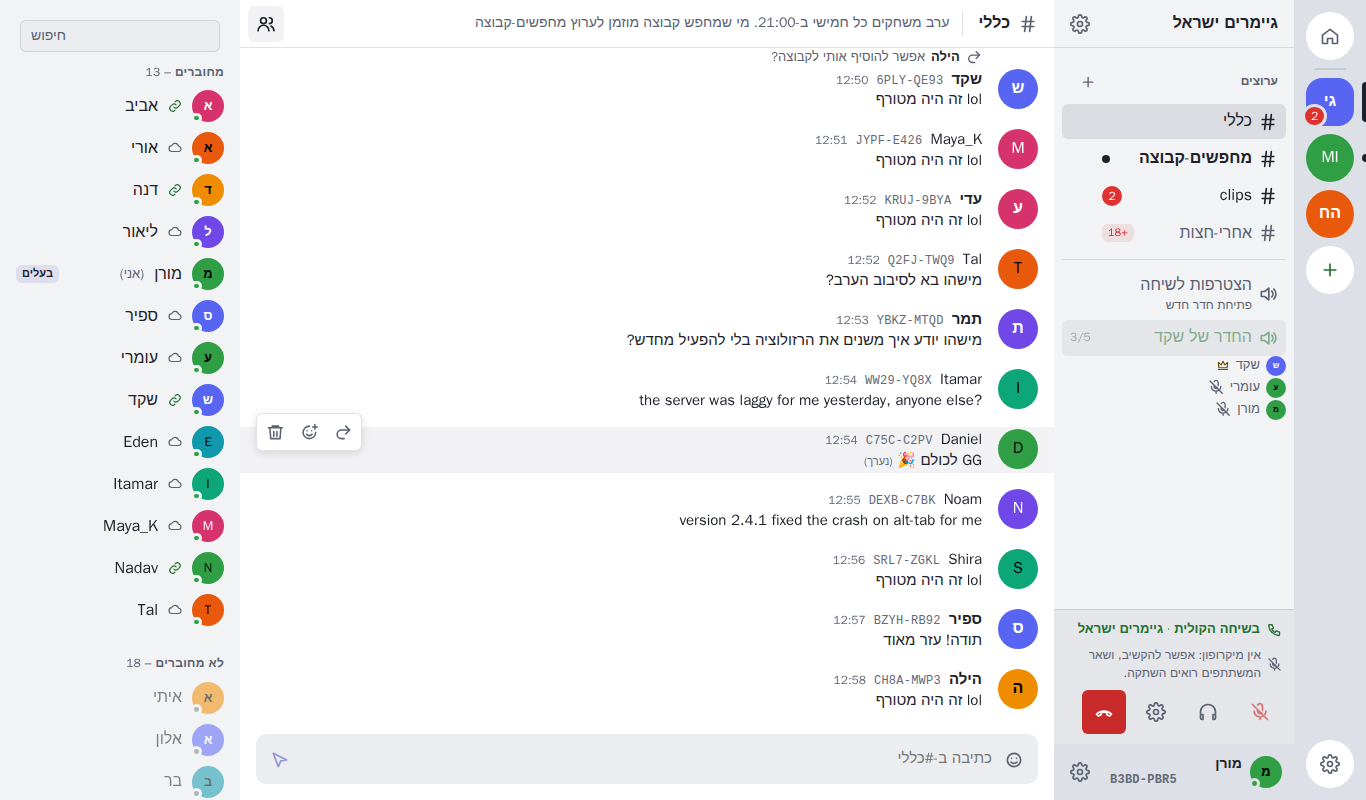 גי
2
MI
הח
גיימרים ישראל
ערוצים
כללי
מחפשים-קבוצה
clips
2
אחרי-חצות
18+
הצטרפות לשיחה
פתיחת חדר חדש
החדר של שקד
3/5
ש שקד
ע עומרי
מ מורן
בשיחה הקולית · גיימרים ישראל
אין מיקרופון: אפשר להקשיב, ושאר
המשתתפים רואים השתקה.
מ
מורן
B3BD-PBR5
# כללי
ערב משחקים כל חמישי ב-21:00. מי שמחפש קבוצה מוזמן לערוץ מחפשים-קבוצה
הילה אפשר להוסיף אותי לקבוצה?
ש
שקד 6PLY-QE93 12:50
lol זה היה מטורף
M
Maya_K JYPF-E426 12:51
lol זה היה מטורף
ע
עדי KRUJ-9BYA 12:52
lol זה היה מטורף
T
Tal Q2FJ-TWQ9 12:52
מישהו בא לסיבוב הערב?
ת
תמר YBKZ-MTQD 12:53
מישהו יודע איך משנים את הרזולוציה בלי להפעיל מחדש?
I
Itamar WW29-YQ8X 12:54
the server was laggy for me yesterday, anyone else?
D
Daniel C75C-C2PV 12:54
GG לכולם 🎉 (נערך)
N
Noam DEXB-C7BK 12:55
version 2.4.1 fixed the crash on alt-tab for me
S
Shira SRL7-ZGKL 12:56
lol זה היה מטורף
ס
ספיר BZYH-RB92 12:57
תודה! עזר מאוד
ה
הילה CH8A-MWP3 12:58
lol זה היה מטורף
כתיבה ב-#כללי
חיפוש
מחוברים – 13
א אביב
א אורי
ד דנה
ל ליאור
מ מורן (אני) בעלים
ס ספיר
ע עומרי
ש שקד
E Eden
I Itamar
M Maya_K
N Nadav
T Tal
לא מחוברים – 18
א איתי
א אלון
ב בר